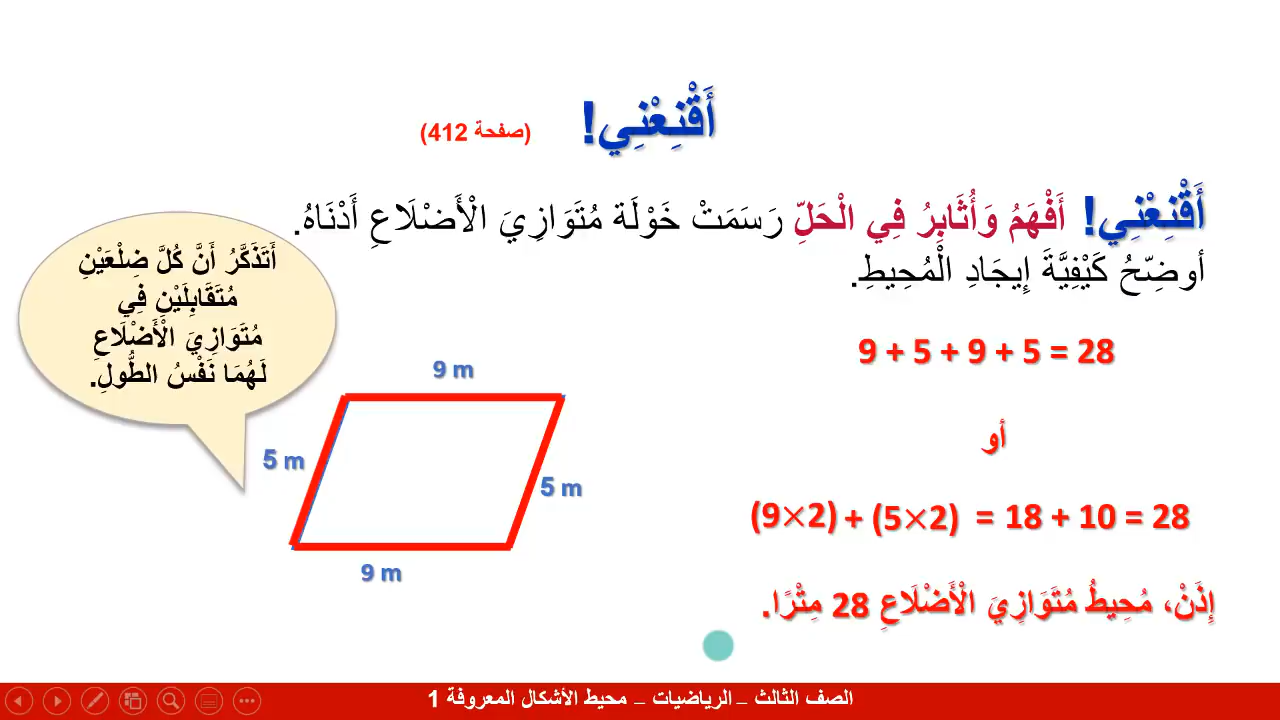 أَقْنِعْنِي! (صفحة 412)
أَقْنِعْنِي! أَفْهَمُ وَأُثَابِرُ فِي الْحَلِّ رَسَمَتْ خَوْلَة مُتَوَازِيَ الْأَضْلَاعِ أَدْنَاهُ.
أوضِّحُ كَيْفِيَّةَ إِيجَادِ الْمُحِيطِ.
أَتَذَكَّرُ أَنَّ كُلَّ ضِلْعَيْنِ
مُتَقَابِلَيْنِ فِي
مُتَوَازِيَ الْأَضْلَاعِ
لَهُمَا نَفْسُ الطُّولِ.
9 + 5 + 9 + 5 = 28
أو
(9×2) + (5×2) = 18 + 10 = 28
إِذَنْ، مُحِيطُ مُتَوَازِيَ الْأَضْلَاعِ 28 مِتْرًا.
9 m
5 m
5 m
9 m
الصف الثالث – الرياضيات – محيط الأشكال المعروفة 1